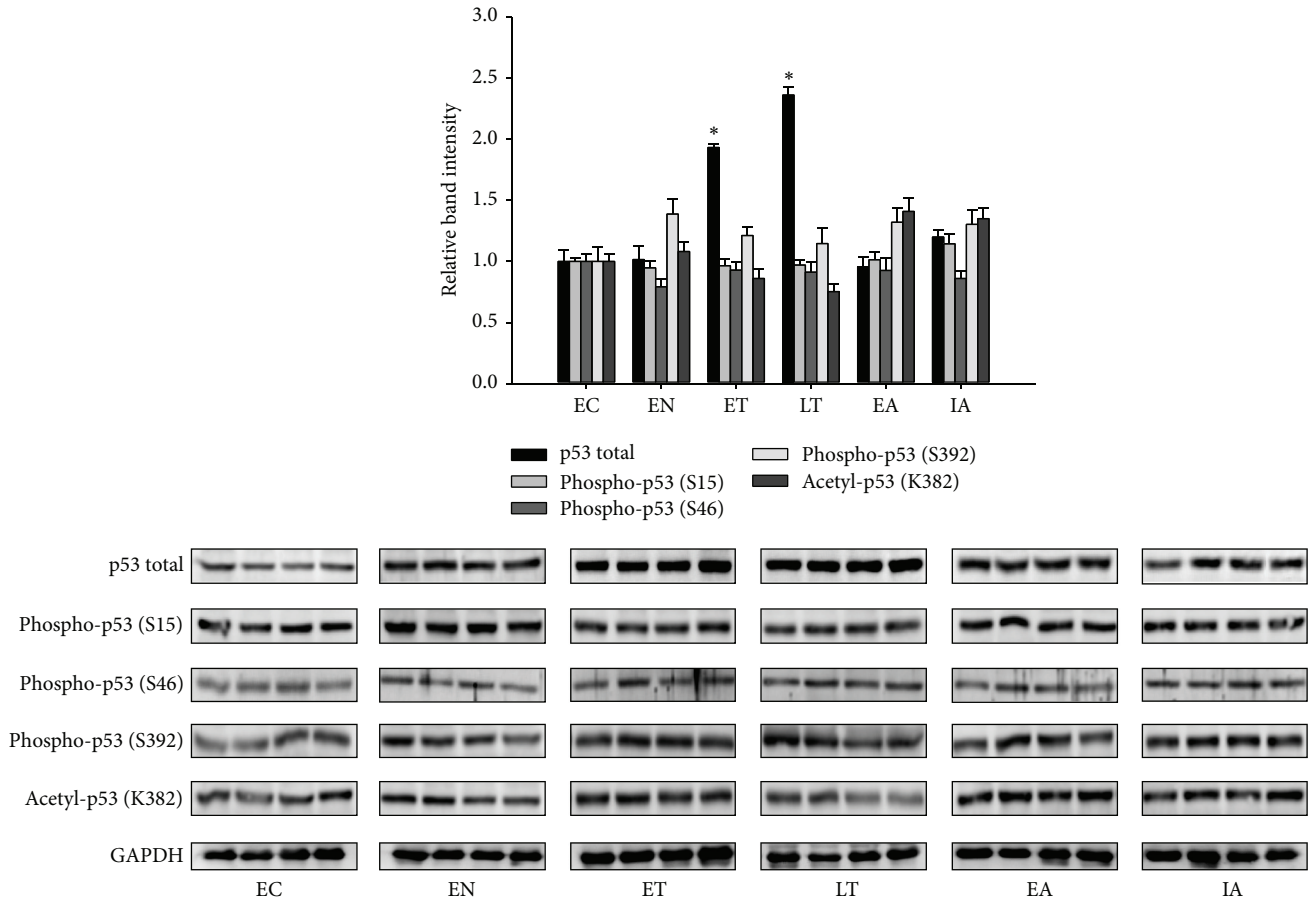 3.0
2.5
2.0
1.5
1.0
0.5
0.0
Relative band intensity
*
*
EC EN ET LT EA IA
p53 total
Phospho-p53 (S15)
Phospho-p53 (S46)
Phospho-p53 (S392)
Acetyl-p53 (K382)
p53 total
Phospho-p53 (S15)
Phospho-p53 (S46)
Phospho-p53 (S392)
Acetyl-p53 (K382)
GAPDH
EC EN ET LT EA IA